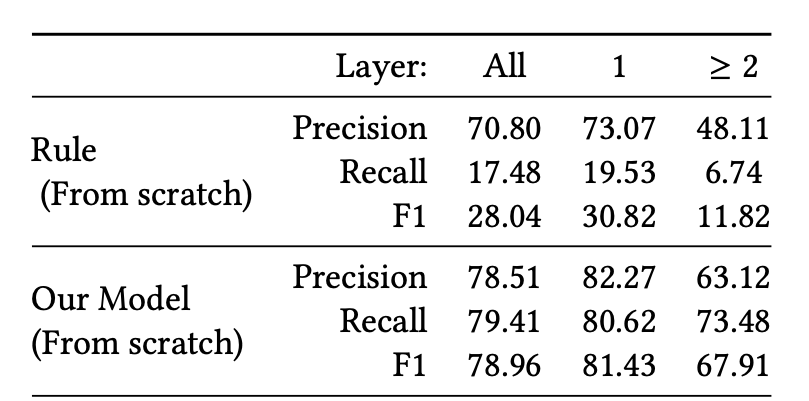 Layer: All 1 ≥ 2
Rule
(From scratch)
Precision 70.80 73.07 48.11
Recall 17.48 19.53 6.74
F1 28.04 30.82 11.82
Our Model
(From scratch)
Precision 78.51 82.27 63.12
Recall 79.41 80.62 73.48
F1 78.96 81.43 67.91